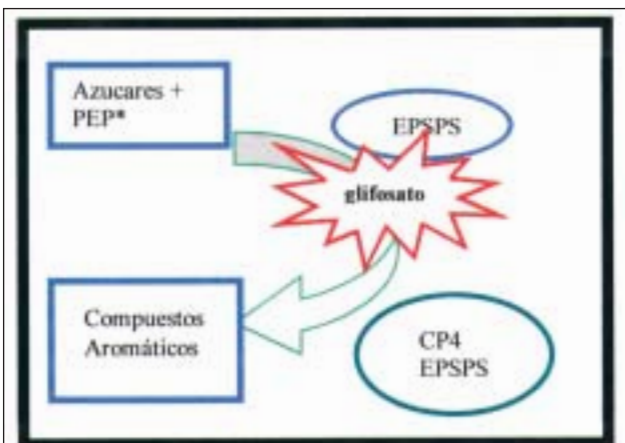 Azucares +
PEP*
EPSPS
glifosato
Compuestos
Aromáticos
CP4
EPSPS